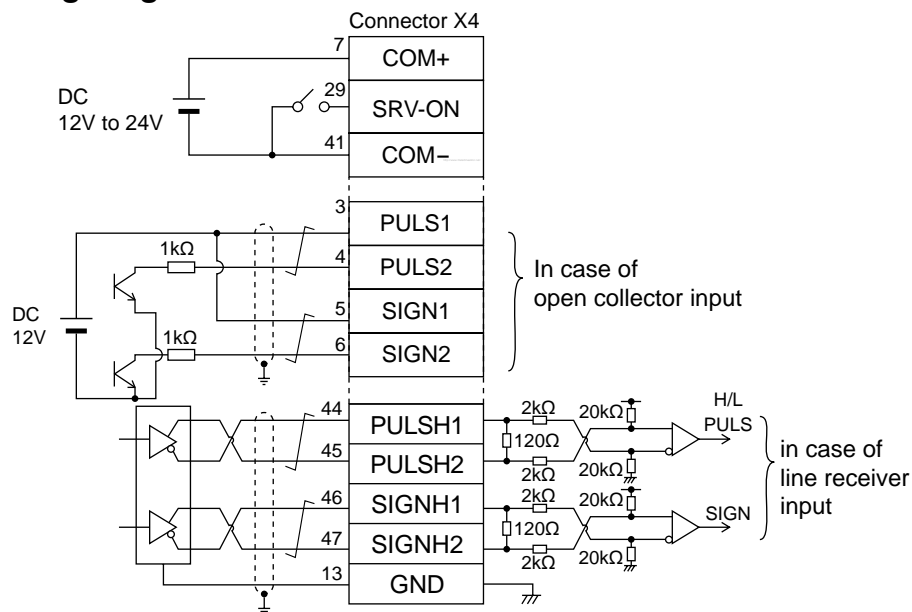 Connector X4
7
COM+
DC
12V to 24V
29
SRV-ON
41
COM−
3
PULS1
1kΩ
4
PULS2
In case of
open collector input
5
SIGN1
DC
12V
1kΩ
6
SIGN2
44
PULSH1
2kΩ
20kΩ
H/L
PULS
120Ω
45
PULSH2
2kΩ
20kΩ
in case of
line receiver
input
46
SIGNH1
2kΩ
20kΩ
SIGN
120Ω
47
SIGNH2
2kΩ
20kΩ
13
GND